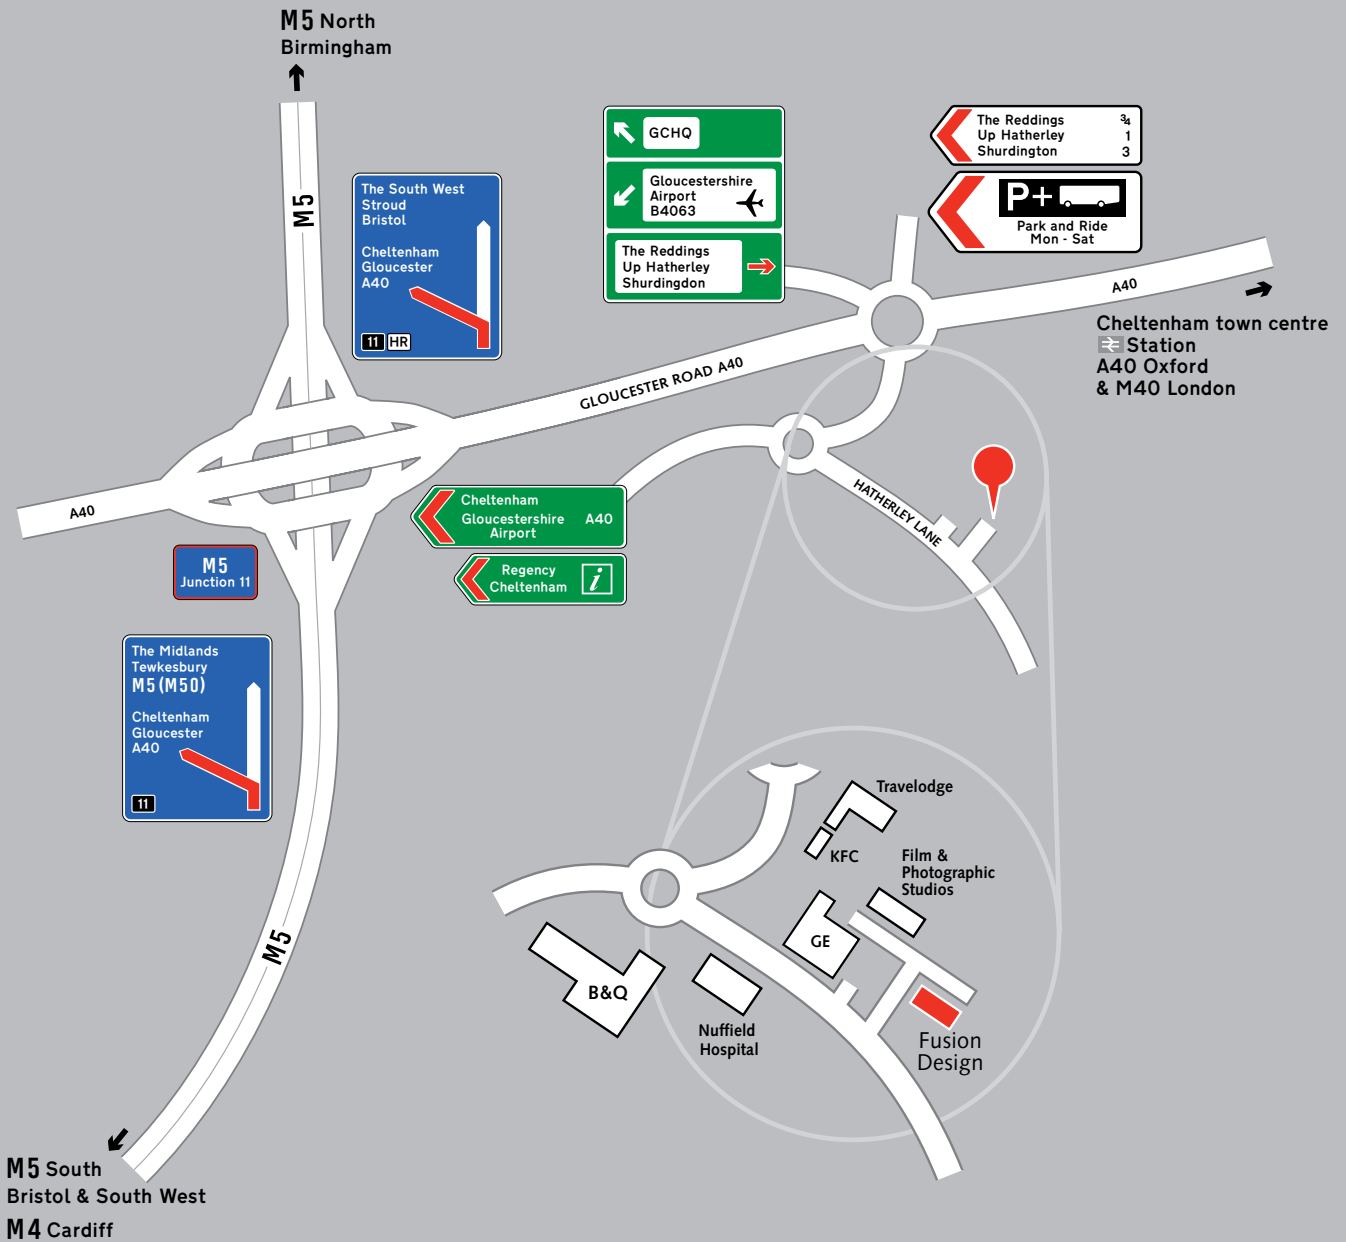 M5 North
Birmingham
M5
The South West
Stroud
Bristol
Cheltenham
Gloucester
A40
11 HR
GCHQ
Gloucestershire
Airport
B4063
The Reddings
Up Hatherley
Shurdingdon
The Reddings ¾
Up Hatherley 1
Shurdington 3
P+
Park and Ride
Mon - Sat
A40
Cheltenham town centre
Station
A40 Oxford
& M40 London
GLOUCESTER ROAD A40
A40
Cheltenham
Gloucestershire A40
Airport
Regency
Cheltenham i
HATHERLEY LANE
M5
Junction 11
The Midlands
Tewkesbury
M5 (M50)
Cheltenham
Gloucester
A40
11
Travelodge
KFC
Film &
Photographic
Studios
GE
B&Q
Nuffield
Hospital
Fusion
Design
M5
M5 South
Bristol & South West
M4 Cardiff